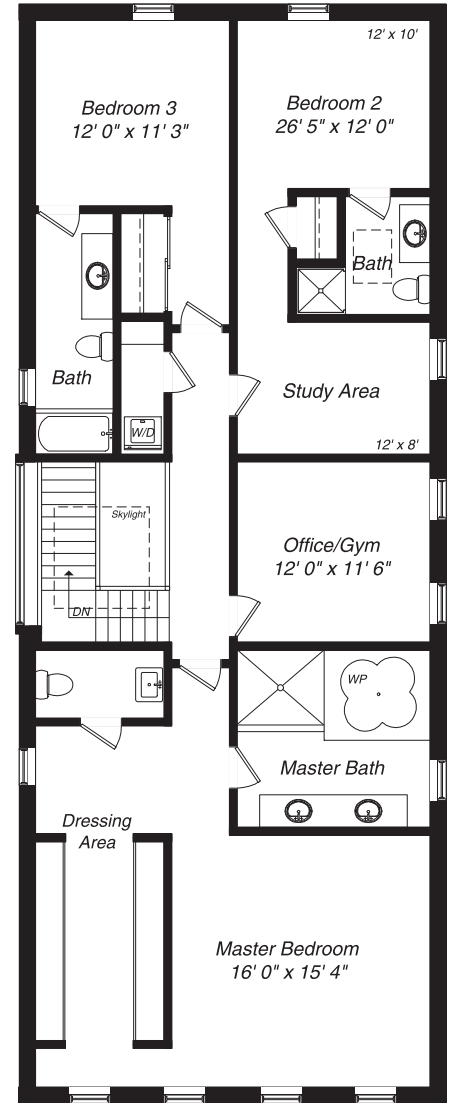 12' x 10'
Bedroom 3
12' 0" x 11' 3"
Bedroom 2
26' 5" x 12' 0"
Bath
Bath
Study Area
W/D
12' x 8'
Skylight
Office/Gym
12' 0" x 11' 6"
DN
WP
Master Bath
Dressing
Area
Master Bedroom
16' 0" x 15' 4"